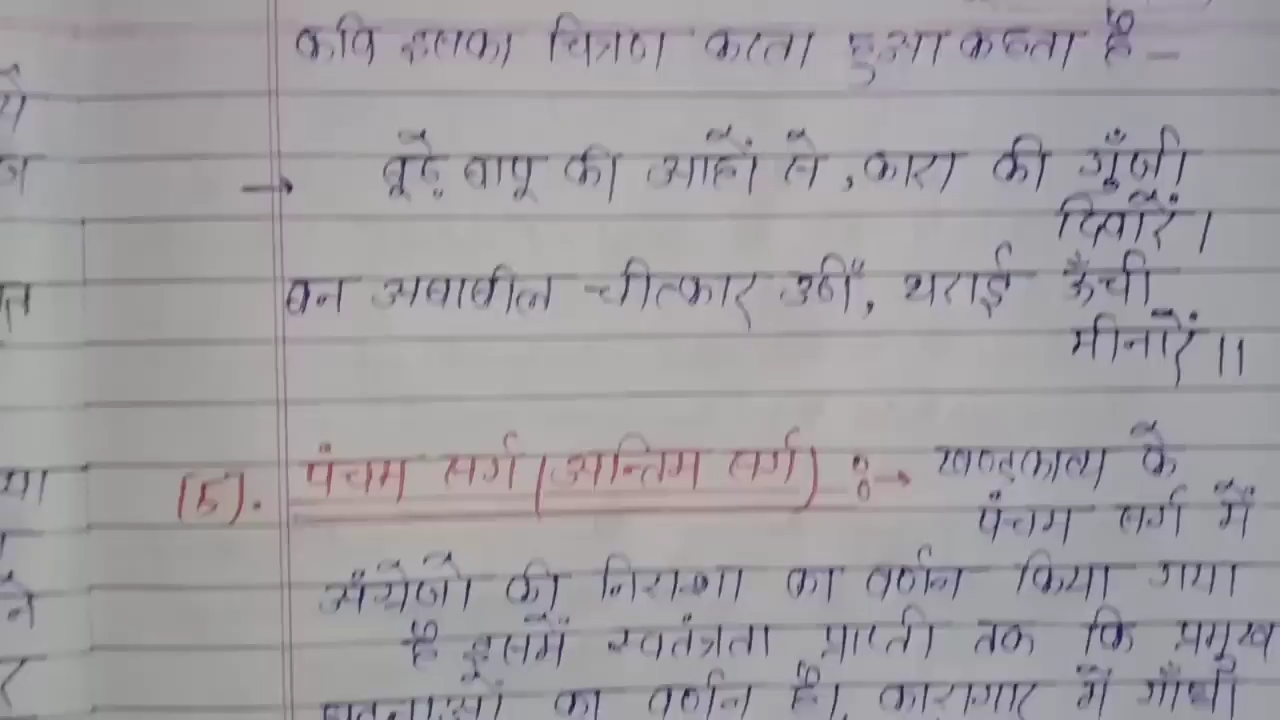 कवि इसका चित्रण करता हुआ कहता है –
→ बूढ़े बापू की आहों से, कारा की गूँजी
दिवारें।
बन अबाबील चीत्कार उठीं, थर्राई ऊँची
मीनारें॥
(5). पंचम सर्ग (अन्तिम सर्ग) :→ खण्डकाव्य के
पंचम सर्ग में
अंग्रेजो की निराशा का वर्णन किया गया
है इसमें स्वतंत्रता प्राप्ती तक कि प्रमुख
का वर्णन है। कारागार में गाँधी